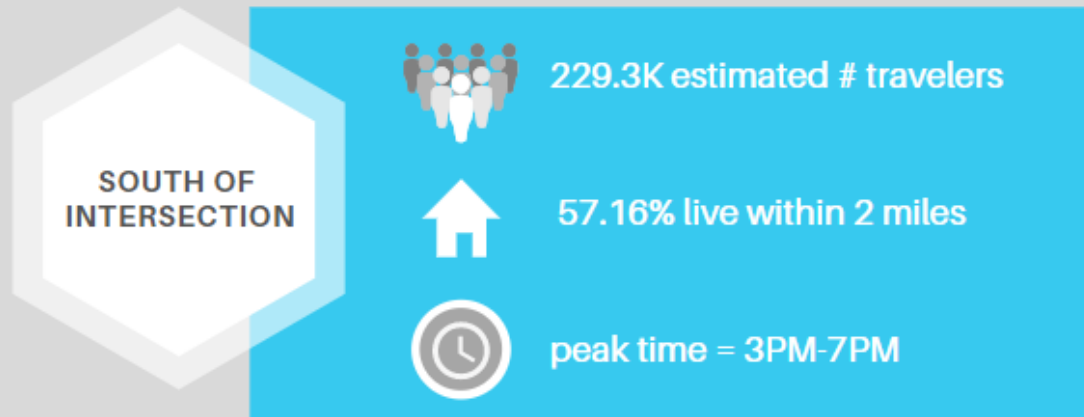 SOUTH OF
INTERSECTION
229.3K estimated # travelers
57.16% live within 2 miles
peak time = 3PM-7PM